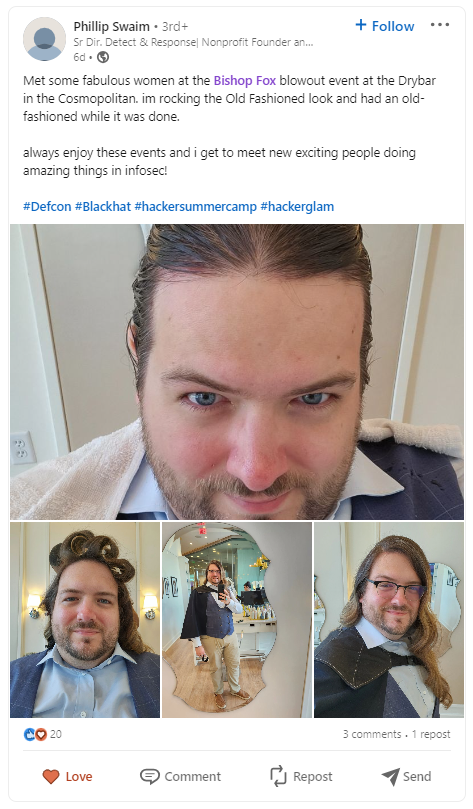 Phillip Swaim • 3rd+
+ Follow
Sr Dir. Detect & Response| Nonprofit Founder an...
6d •
Met some fabulous women at the Bishop Fox blowout event at the Drybar
in the Cosmopolitan. im rocking the Old Fashioned look and had an old-
fashioned while it was done.
always enjoy these events and i get to meet new exciting people doing
amazing things in infosec!
#Defcon #Blackhat #hackersummercamp #hackerglam
20
3 comments • 1 repost
Love
Comment
Repost
Send